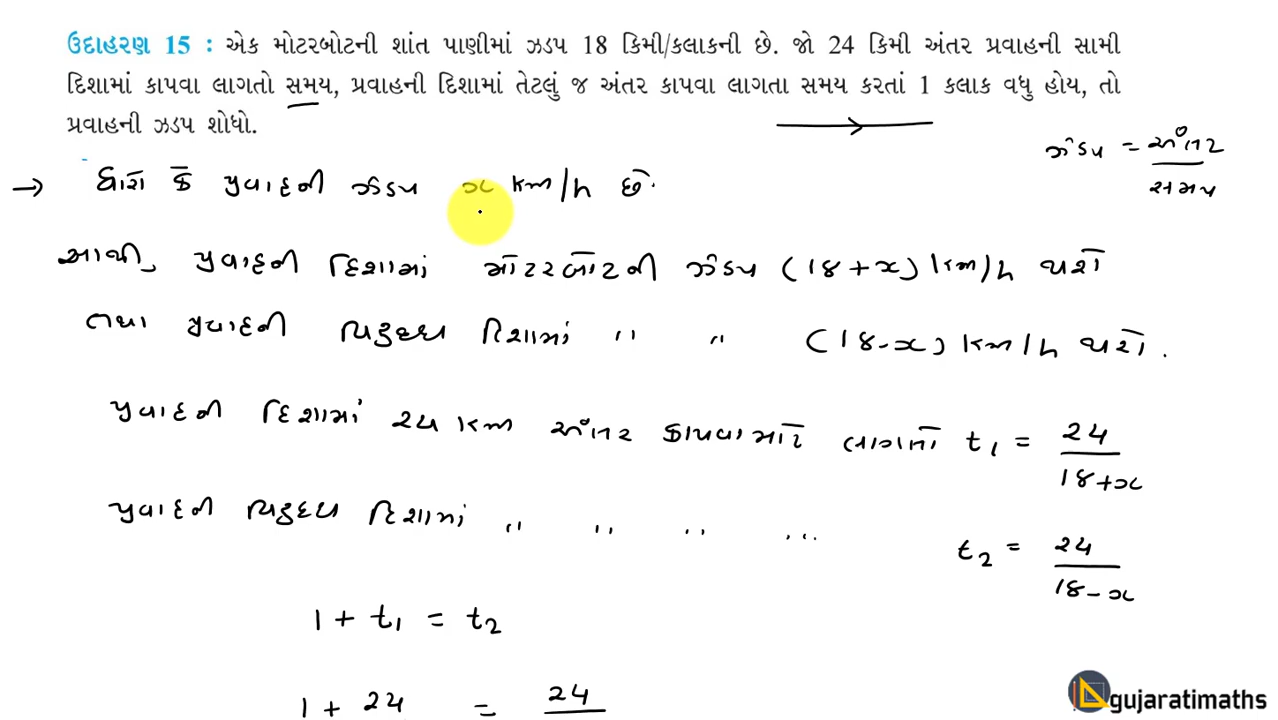 ઉદાહરણ 15 : એક મોટરબોટની શાંત પાણીમાં ઝડપ 18 કિમી/કલાકની છે. જો 24 કિમી અંતર પ્રવાહની સામી
દિશામાં કાપવા લાગતો સમય, પ્રવાહની દિશામાં તેટલું જ અંતર કાપવા લાગતા સમય કરતાં 1 કલાક વધુ હોય, તો
પ્રવાહની ઝડપ શોધો.
ઝડપ = અંતર / સમય
→ ધારો કે પ્રવાહની ઝડપ x km/h છે.
આથી, પ્રવાહની દિશામાં મોટરબોટની ઝડપ (18+x) km/h થશે
તથા પ્રવાહની વિરુદ્ધ દિશામાં " " (18-x) km/h થશે.
પ્રવાહની દિશામાં 24 km અંતર કાપવા માટે લાગતો t₁ = 24 / 18+x
પ્રવાહની વિરુદ્ધ દિશામાં " " " ... t₂ = 24 / 18-x
1 + t₁ = t₂
1 + 24 = 24
gujaratimaths